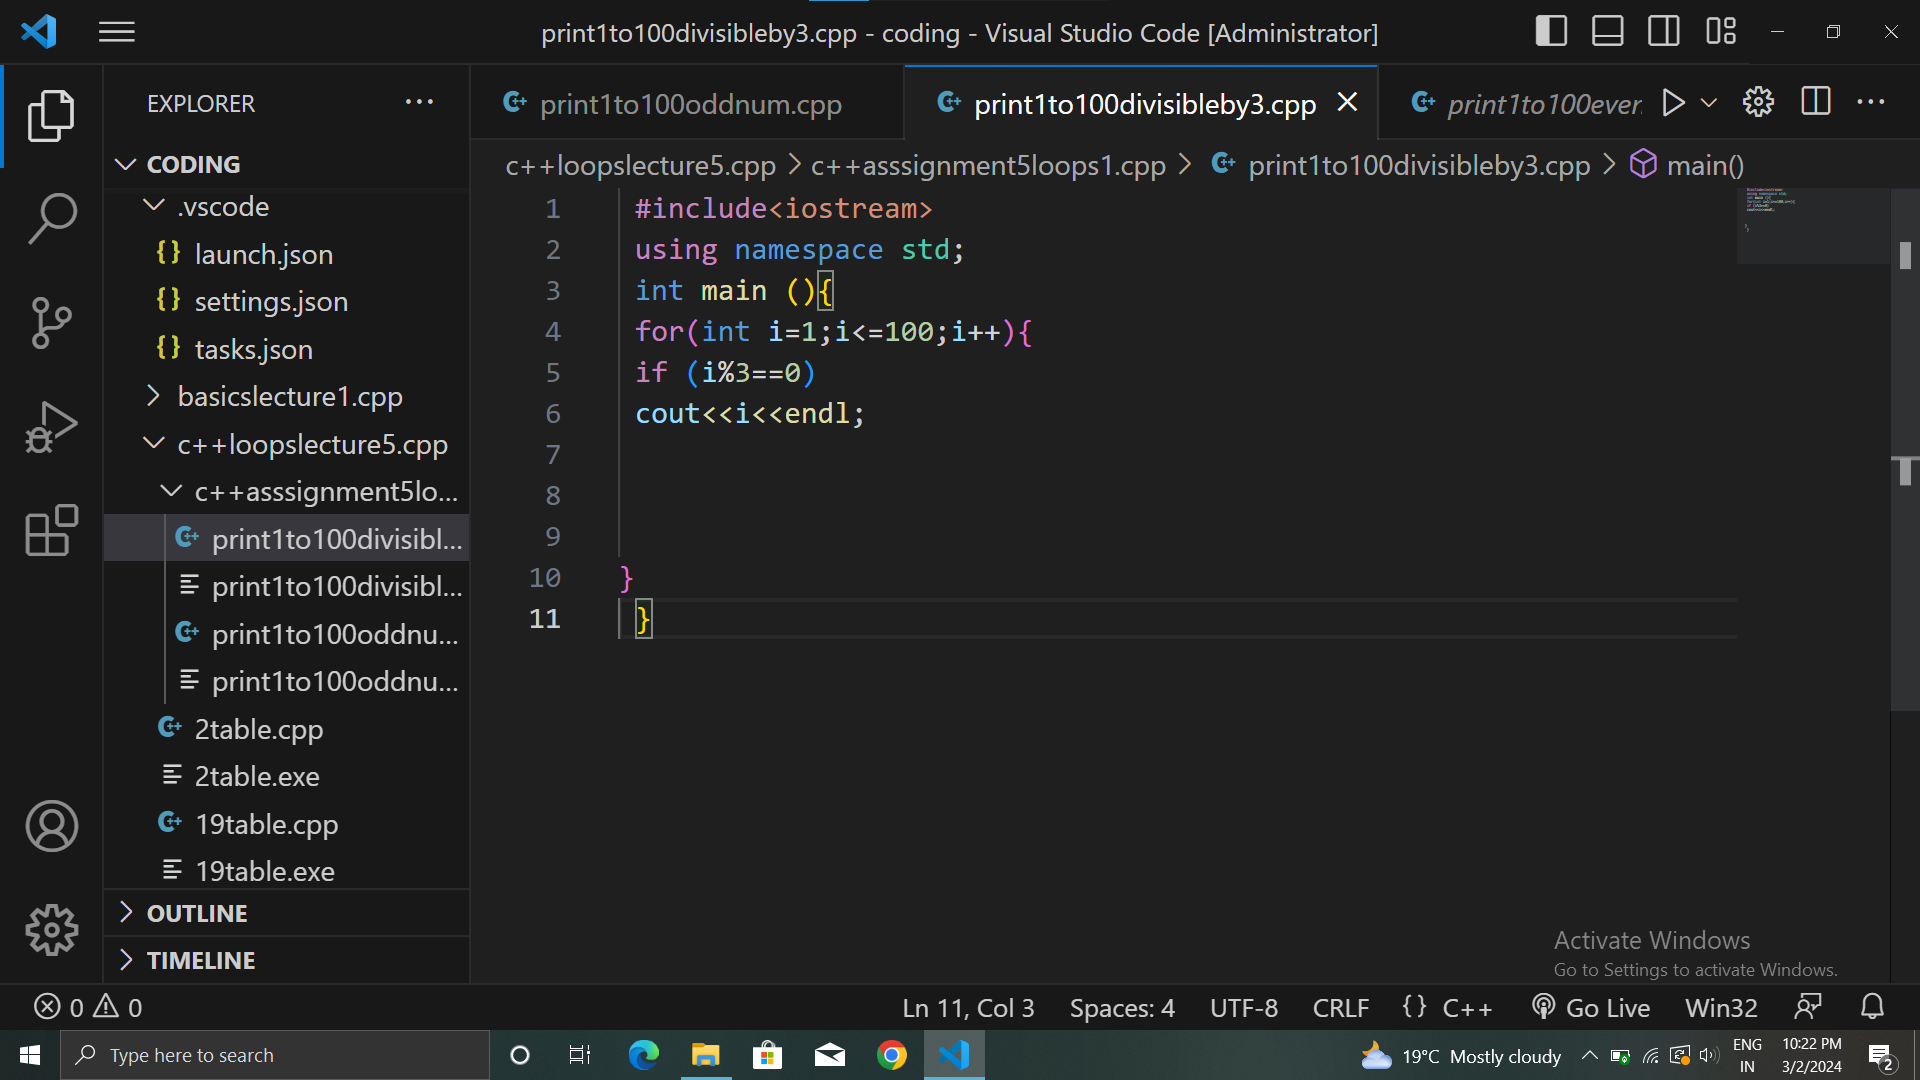 print1to100divisibleby3.cpp - coding - Visual Studio Code [Administrator]
EXPLORER
CODING
.vscode
{} launch.json
{} settings.json
{} tasks.json
basicslecture1.cpp
c++loopslecture5.cpp
c++asssignment5lo...
print1to100divisibl...
print1to100divisibl...
print1to100oddnu...
print1to100oddnu...
2table.cpp
2table.exe
19table.cpp
19table.exe
OUTLINE
TIMELINE
print1to100oddnum.cpp
print1to100divisibleby3.cpp
print1to100ever
c++loopslecture5.cpp > c++asssignment5loops1.cpp > print1to100divisibleby3.cpp > main()
1 #include<iostream>
2 using namespace std;
3 int main (){
4 for(int i=1;i<=100;i++){
5 if (i%3==0)
6 cout<<i<<endl;
7
8
9
10 }
11 }
Activate Windows
Go to Settings to activate Windows.
0 0
Ln 11, Col 3
Spaces: 4
UTF-8
CRLF
{} C++
Go Live
Win32
Type here to search
19°C Mostly cloudy
ENG
IN
10:22 PM
3/2/2024
2